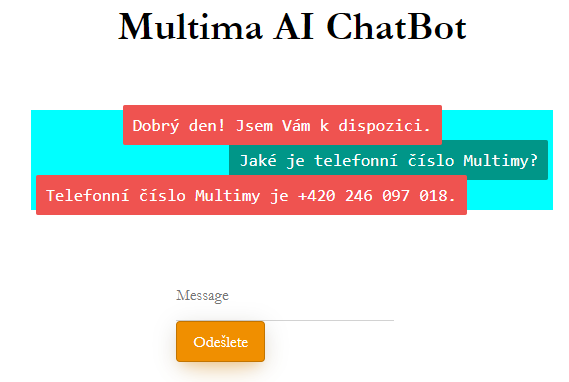 Multima AI ChatBot
Dobrý den! Jsem Vám k dispozici.
Jaké je telefonní číslo Multimy?
Telefonní číslo Multimy je +420 246 097 018.
Message
Odešlete